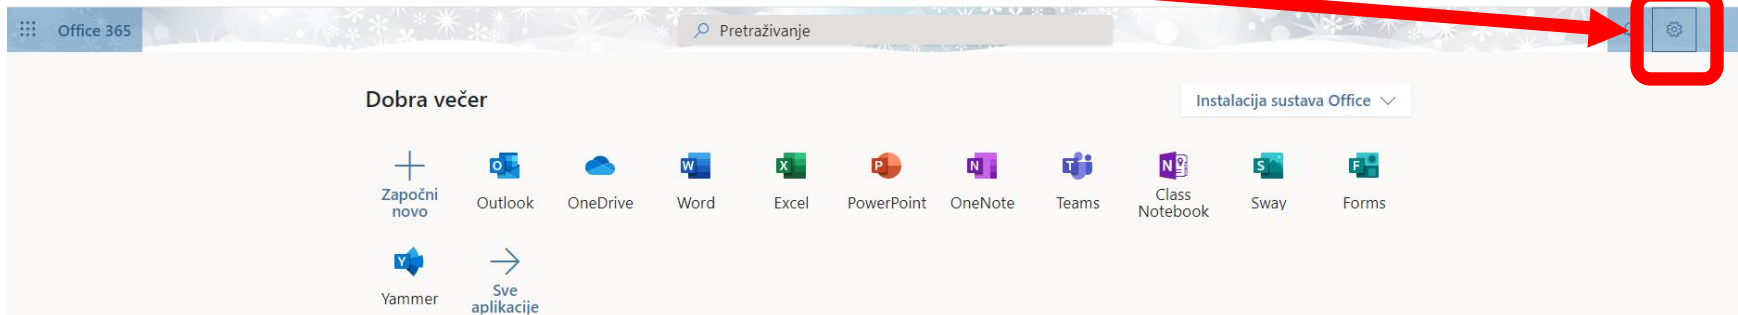 Office 365
Pretraživanje
Dobra večer
Instalacija sustava Office
Započni
novo
Outlook
OneDrive
Word
Excel
PowerPoint
OneNote
Teams
Class
Notebook
Sway
Forms
Yammer
Sve
aplikacije